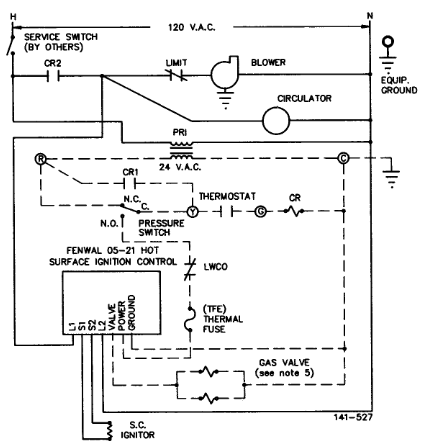 H
N
120 V.A.C.
SERVICE SWITCH
(BY OTHERS)
CR2
LIMIT
BLOWER
EQUIP.
GROUND
CIRCULATOR
PRI
R
C
24 V.A.C.
CR1
THERMOSTAT
CR
N.C.
C.
Y
G
N.O.
PRESSURE
SWITCH
FENWAL 05-21 HOT
SURFACE IGNITION CONTROL
LWCO
(TFE)
THERMAL
FUSE
L1
S1
S2
L2
VALVE
POWER
GROUND
GAS VALVE
(see note 5)
141-527
S.C.
IGNITOR